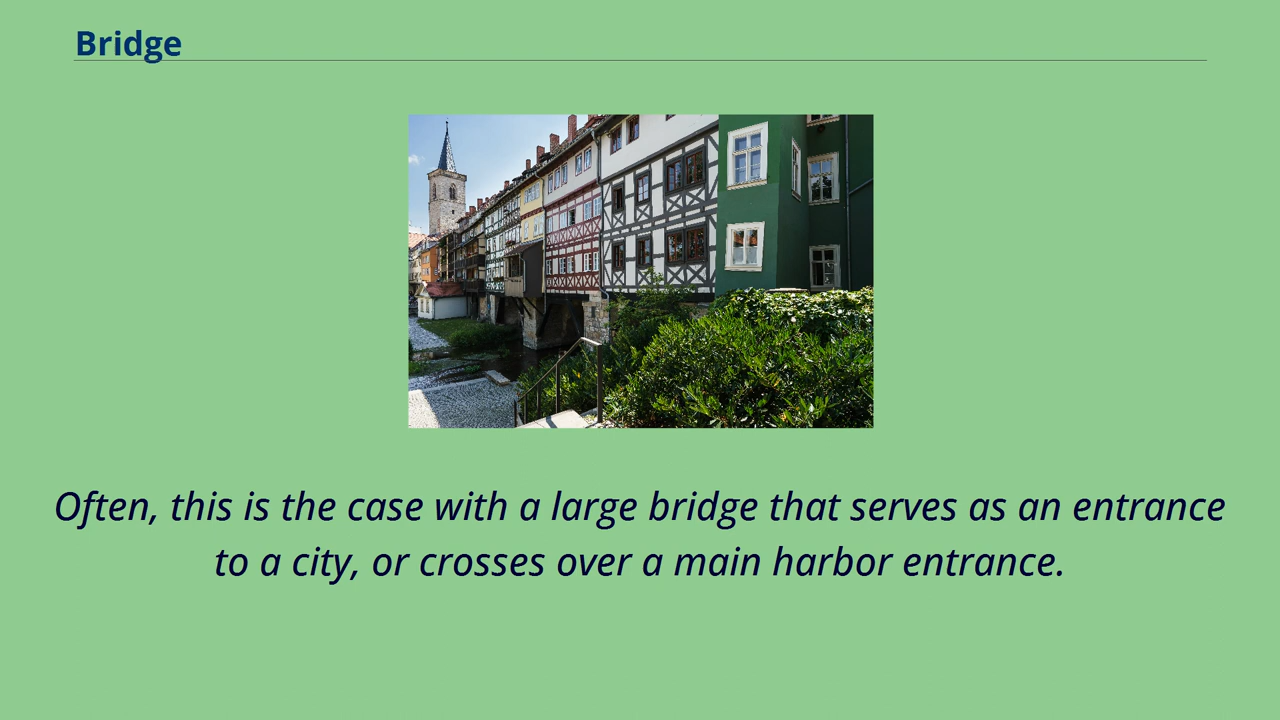 Bridge
Often, this is the case with a large bridge that serves as an entrance
to a city, or crosses over a main harbor entrance.